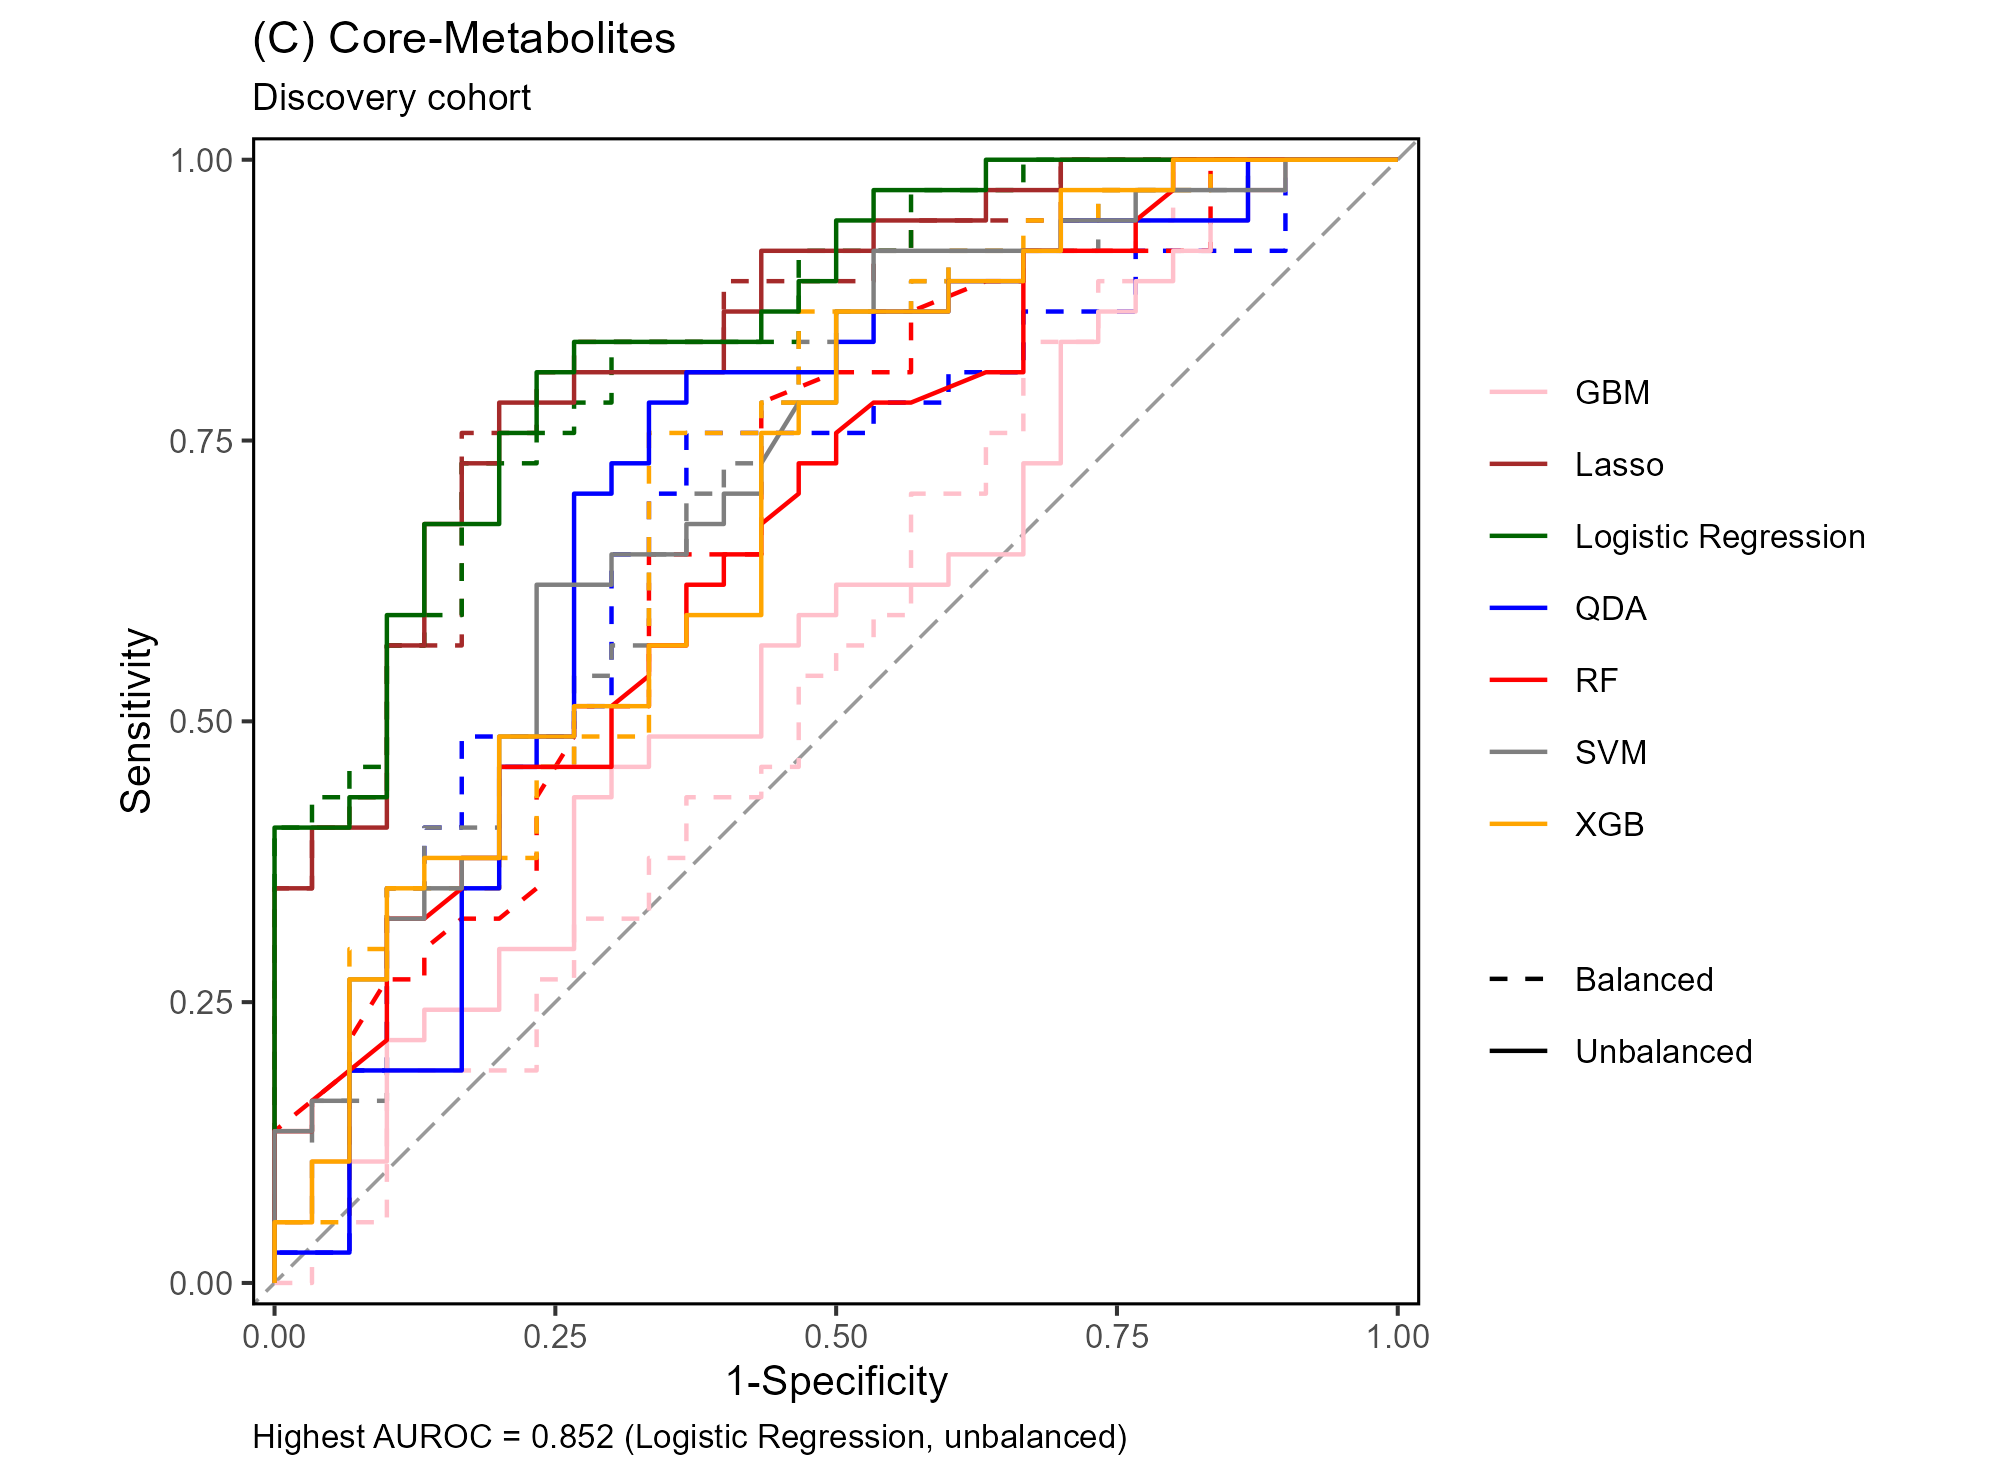 (C) Core-Metabolites
Discovery cohort
1.00
0.75
0.50
0.25
0.00
Sensitivity
0.00 0.25 0.50 0.75 1.00
1-Specificity
GBM
Lasso
Logistic Regression
QDA
RF
SVM
XGB
Balanced
Unbalanced
Highest AUROC = 0.852 (Logistic Regression, unbalanced)